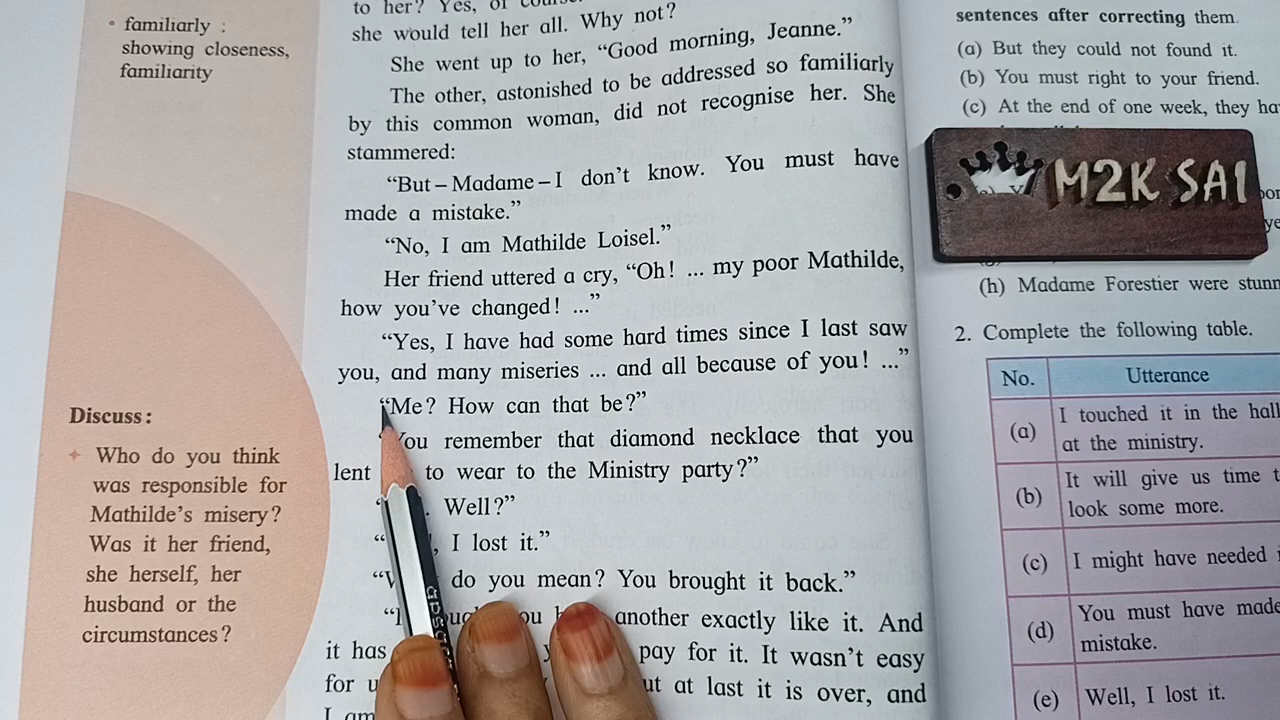 • familiarly :
showing closeness,
familiarity
Discuss :
Who do you think
was responsible for
Mathilde's misery?
Was it her friend,
she herself, her
husband or the
circumstances?
to her? Yes, of
she would tell her all. Why not?
She went up to her, “Good morning, Jeanne.”
The other, astonished to be addressed so familiarly
by this common woman, did not recognise her. She
stammered:
“But – Madame – I don't know. You must have
made a mistake.”
“No, I am Mathilde Loisel.”
Her friend uttered a cry, “Oh! ... my poor Mathilde,
how you've changed! ...”
“Yes, I have had some hard times since I last saw
you, and many miseries ... and all because of you! ...”
“Me? How can that be?”
You remember that diamond necklace that you
lent to wear to the Ministry party?”
Well?”
I lost it.”
do you mean? You brought it back.”
another exactly like it. And
it has pay for it. It wasn't easy
for at last it is over, and
I am
sentences after correcting them
(a) But they could not found it.
(b) You must right to your friend.
(c) At the end of one week, they
M2K SAI
(h) Madame Forestier were
2. Complete the following table.
No. Utterance
(a) I touched it in the hall
at the ministry.
(b) It will give us time
look some more.
(c) I might have needed
(d) You must have made
mistake.
(e) Well, I lost it.